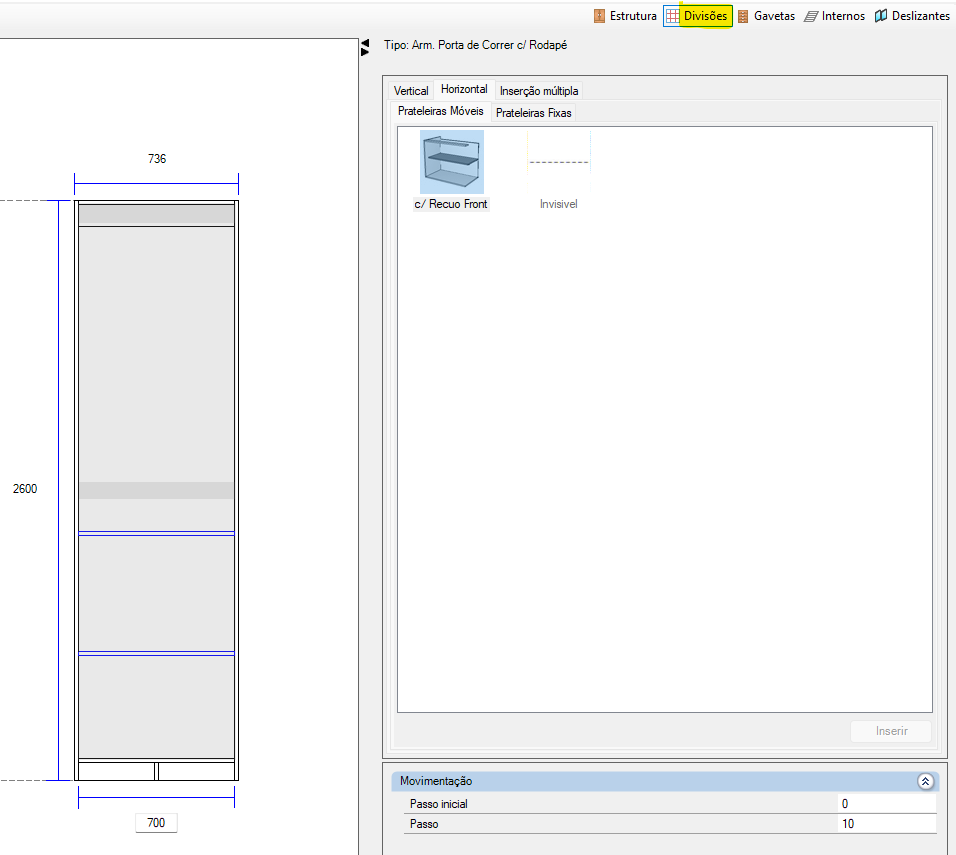 Estrutura Divisões Gavetas Internos Deslizantes
Tipo: Arm. Porta de Correr c/ Rodapé
Vertical Horizontal Inserção múltipla
Prateleiras Móveis Prateleiras Fixas
c/ Recuo Front Invisivel
736
2600
700
Inserir
Movimentação
Passo inicial 0
Passo 10